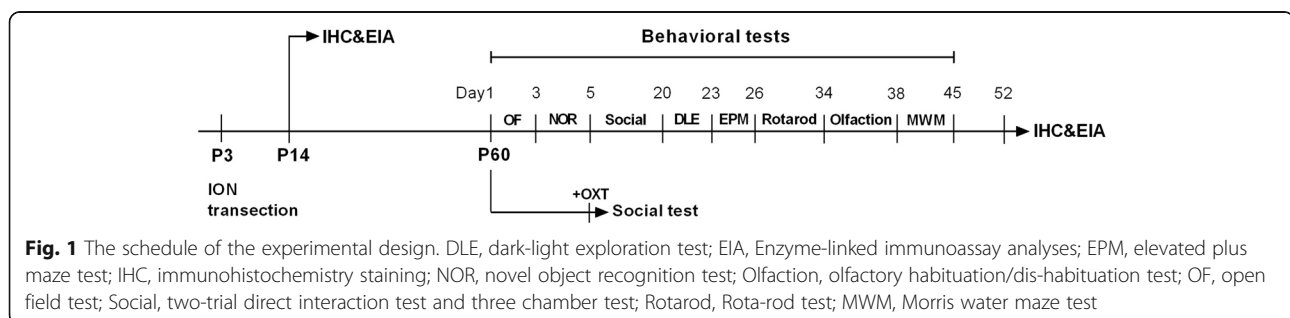 IHC&EIA
Behavioral tests
Day1 3 5 20 23 26 34 38 45 52
OF NOR Social DLE EPM Rotarod Olfaction MWM
IHC&EIA
P3 P14 P60
ION
transection
+OXT
Social test
Fig. 1 The schedule of the experimental design. DLE, dark-light exploration test; EIA, Enzyme-linked immunoassay analyses; EPM, elevated plus
maze test; IHC, immunohistochemistry staining; NOR, novel object recognition test; Olfaction, olfactory habituation/dis-habituation test; OF, open
field test; Social, two-trial direct interaction test and three chamber test; Rotarod, Rota-rod test; MWM, Morris water maze test